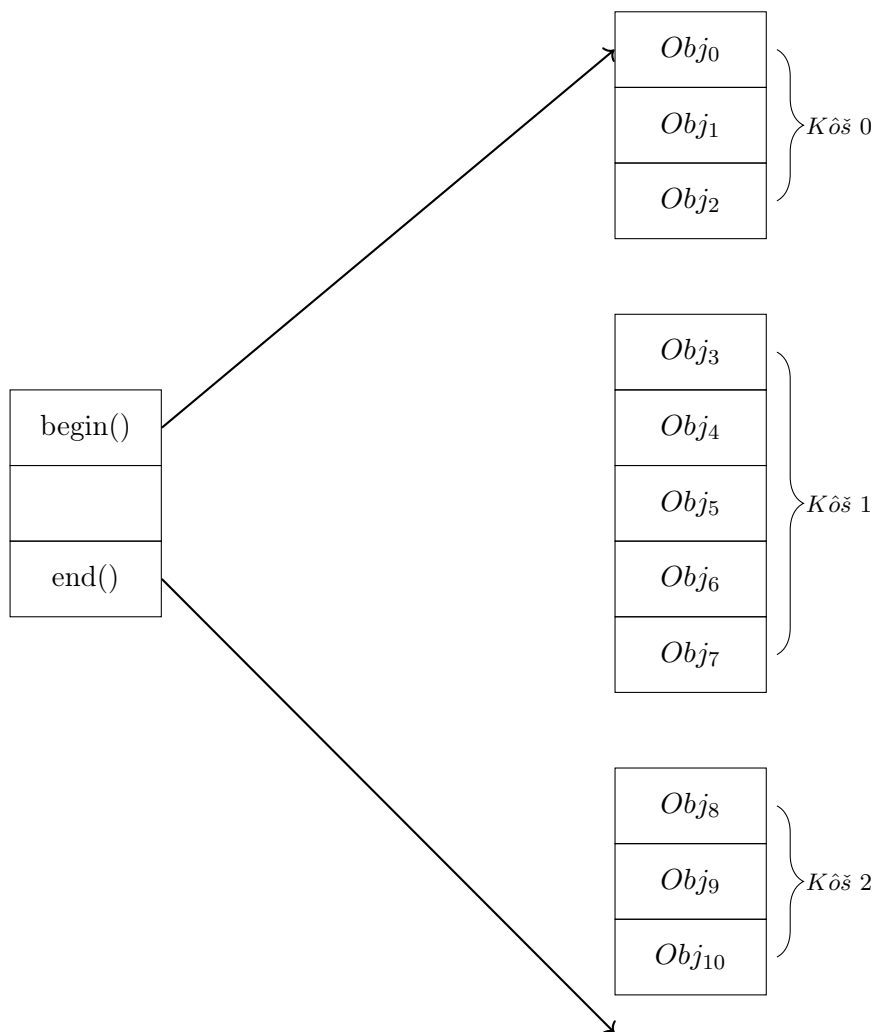 Obj₀
Obj₁
Kôš 0
Obj₂
Obj₃
begin()
Obj₄
Obj₅
Kôš 1
end()
Obj₆
Obj₇
Obj₈
Obj₉
Kôš 2
Obj₁₀